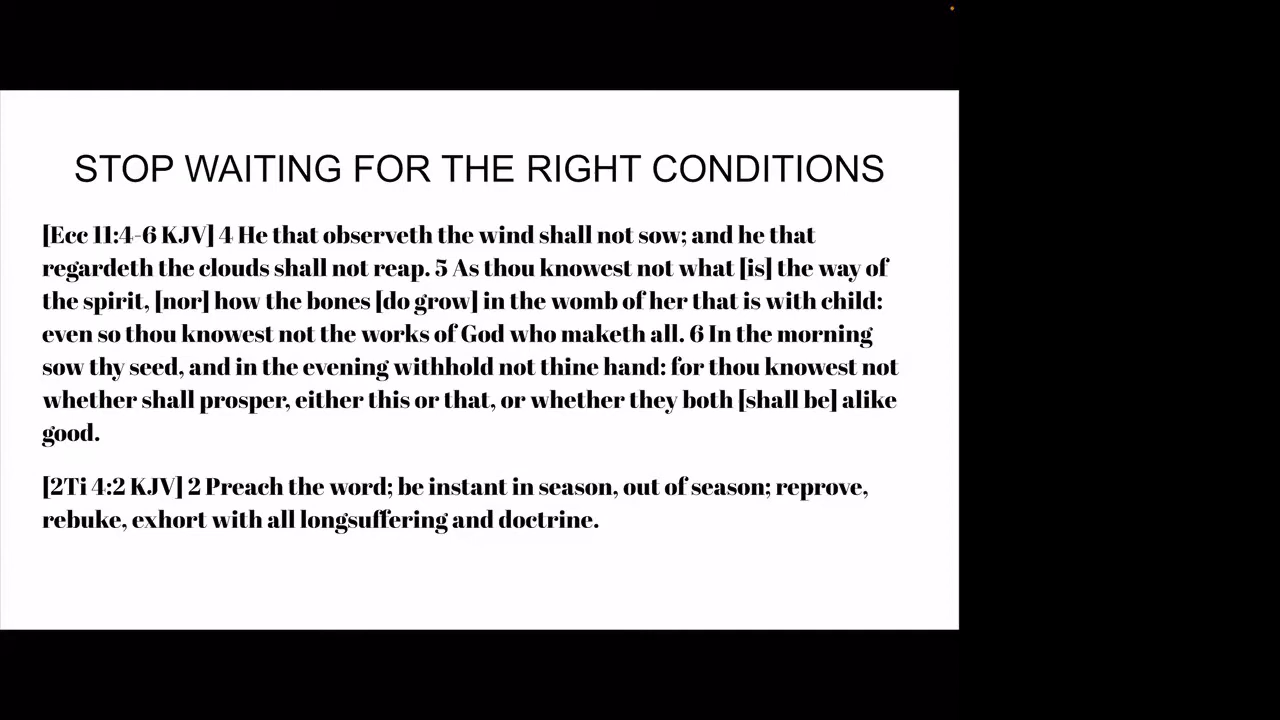 STOP WAITING FOR THE RIGHT CONDITIONS
[Ecc 11:4-6 KJV] 4 He that observeth the wind shall not sow; and he that
regardeth the clouds shall not reap. 5 As thou knowest not what [is] the way of
the spirit, [nor] how the bones [do grow] in the womb of her that is with child:
even so thou knowest not the works of God who maketh all. 6 In the morning
sow thy seed, and in the evening withhold not thine hand: for thou knowest not
whether shall prosper, either this or that, or whether they both [shall be] alike
good.
[2Ti 4:2 KJV] 2 Preach the word; be instant in season, out of season; reprove,
rebuke, exhort with all longsuffering and doctrine.